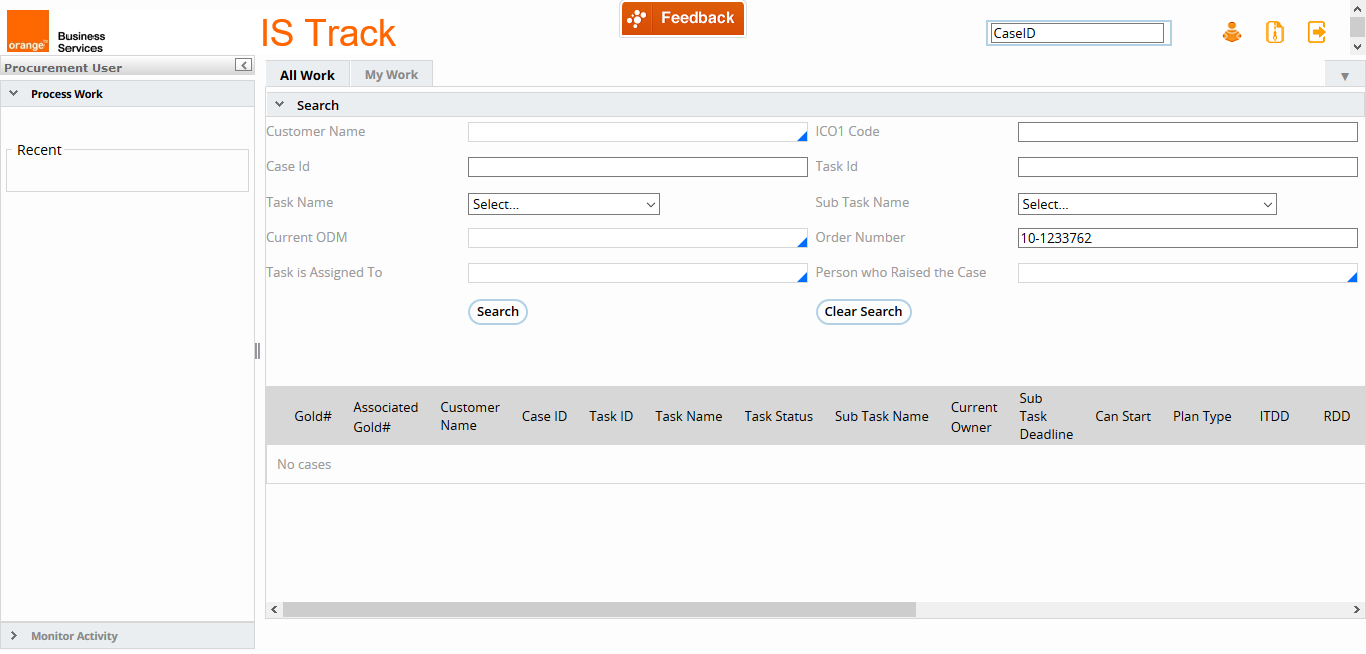 orange™
Business
Services
IS Track
Feedback
CaseID
Procurement User
Process Work
Recent
Monitor Activity
All Work
My Work
Search
Customer Name
ICO1 Code
Case Id
Task Id
Task Name
Select...
Sub Task Name
Select...
Current ODM
Order Number
10-1233762
Task is Assigned To
Person who Raised the Case
Search
Clear Search
Gold#
Associated
Gold#
Customer
Name
Case ID
Task ID
Task Name
Task Status
Sub Task Name
Current
Owner
Sub
Task
Deadline
Can Start
Plan Type
ITDD
RDD
No cases